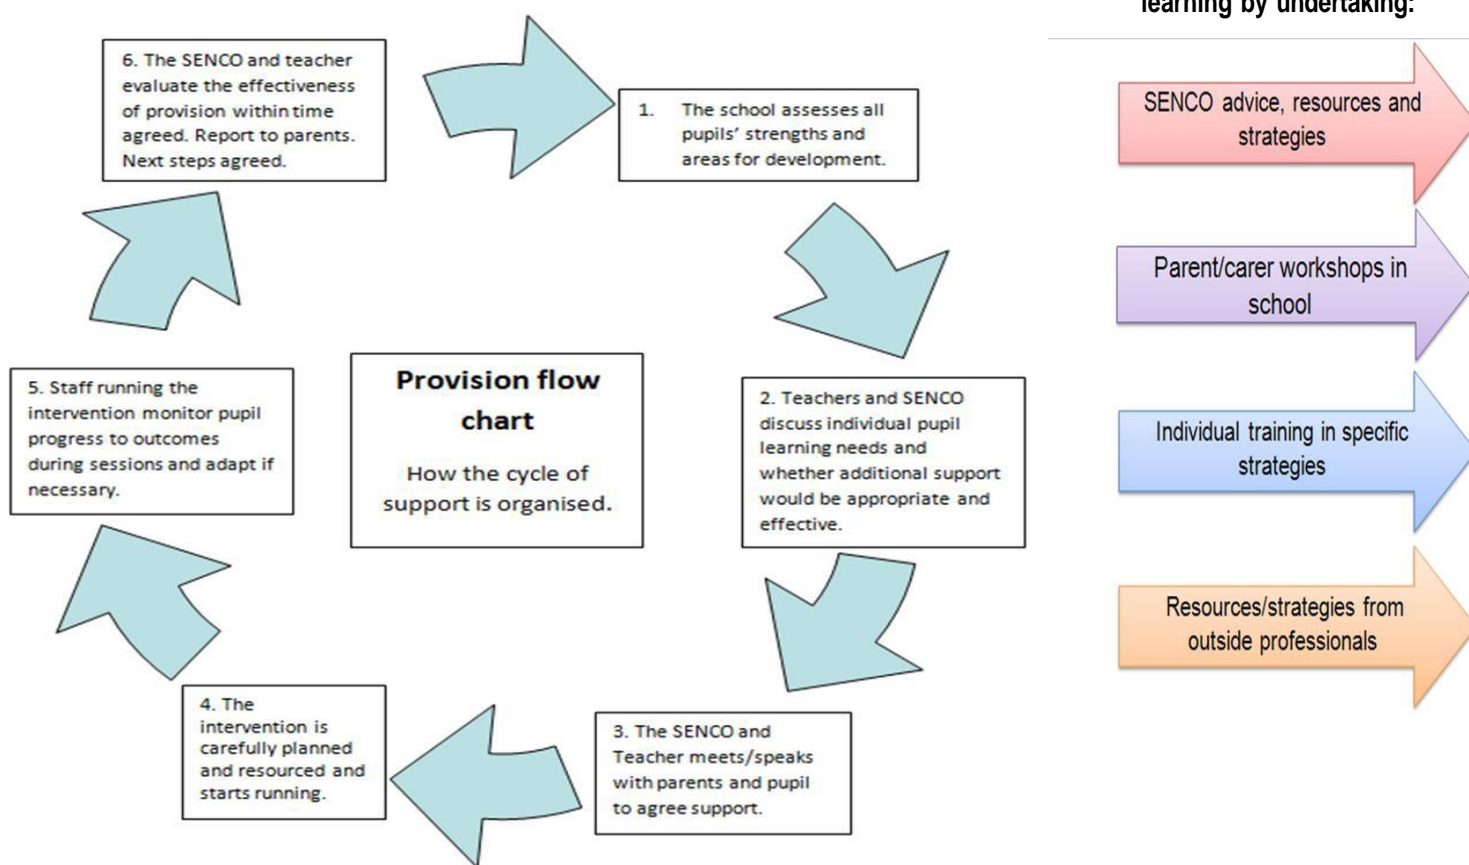 learning by undertaking:
6. The SENCO and teacher
evaluate the effectiveness
of provision within time
agreed. Report to parents.
Next steps agreed.
1. The school assesses all
pupils' strengths and
areas for development.
2. Teachers and SENCO
discuss individual pupil
learning needs and
whether additional support
would be appropriate and
effective.
3. The SENCO and
Teacher meets/speaks
with parents and pupil
to agree support.
4. The
intervention is
carefully planned
and resourced and
starts running.
5. Staff running the
intervention monitor pupil
progress to outcomes
during sessions and adapt if
necessary.
Provision flow
chart
How the cycle of
support is organised.
SENCO advice, resources and
strategies
Parent/carer workshops in
school
Individual training in specific
strategies
Resources/strategies from
outside professionals